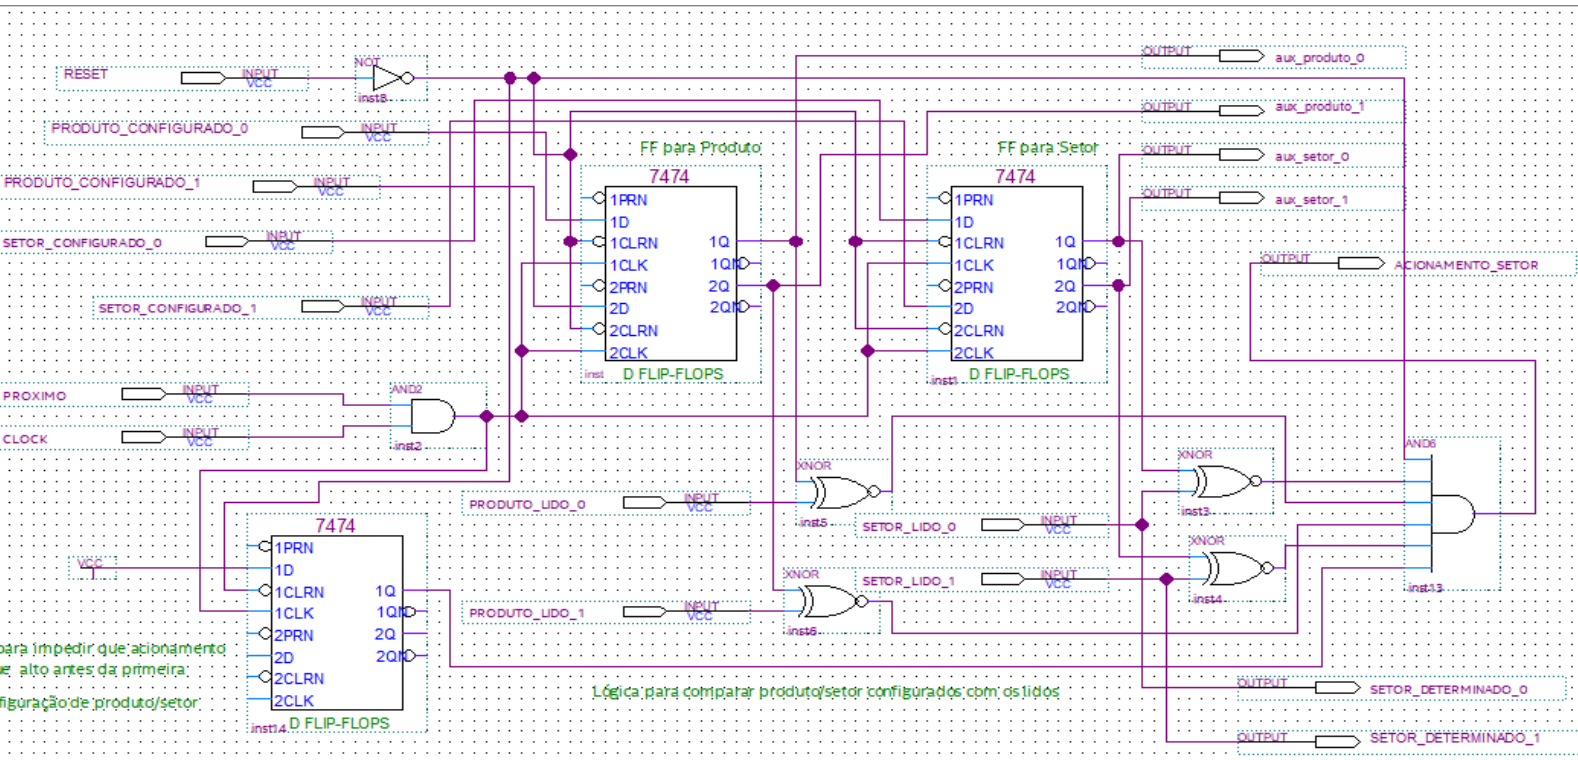 OUTPUT
aux_produto_0
NOT
RESET
INPUT
VCC
inst8
OUTPUT
aux_produto_1
PRODUTO_CONFIGURADO_0
INPUT
VCC
FF para Produto
FF para Setor
OUTPUT
aux_setor_0
7474
7474
PRODUTO_CONFIGURADO_1
INPUT
VCC
OUTPUT
aux_setor_1
1PRN
1D
1CLRN
1CLK
2PRN
2D
2CLRN
2CLK
1Q
1QN
2Q
2QN
inst
D FLIP-FLOPS
1PRN
1D
1CLRN
1CLK
2PRN
2D
2CLRN
2CLK
1Q
1QN
2Q
2QN
inst1
D FLIP-FLOPS
SETOR_CONFIGURADO_0
INPUT
VCC
OUTPUT
ACIONAMENTO_SETOR
SETOR_CONFIGURADO_1
INPUT
VCC
PROXIMO
INPUT
VCC
AND2
inst2
CLOCK
INPUT
VCC
AND6
inst13
XNOR
inst5
XNOR
inst3
PRODUTO_LIDO_0
INPUT
VCC
SETOR_LIDO_0
INPUT
VCC
XNOR
inst4
XNOR
inst6
SETOR_LIDO_1
INPUT
VCC
PRODUTO_LIDO_1
INPUT
VCC
7474
VCC
1PRN
1D
1CLRN
1CLK
2PRN
2D
2CLRN
2CLK
1Q
1QN
2Q
2QN
inst14
D FLIP-FLOPS
para impedir que acionamento
alto antes da primeira
figuração de produto/setor
Lógica para comparar produto/setor configurados com os lidos
OUTPUT
SETOR_DETERMINADO_0
OUTPUT
SETOR_DETERMINADO_1